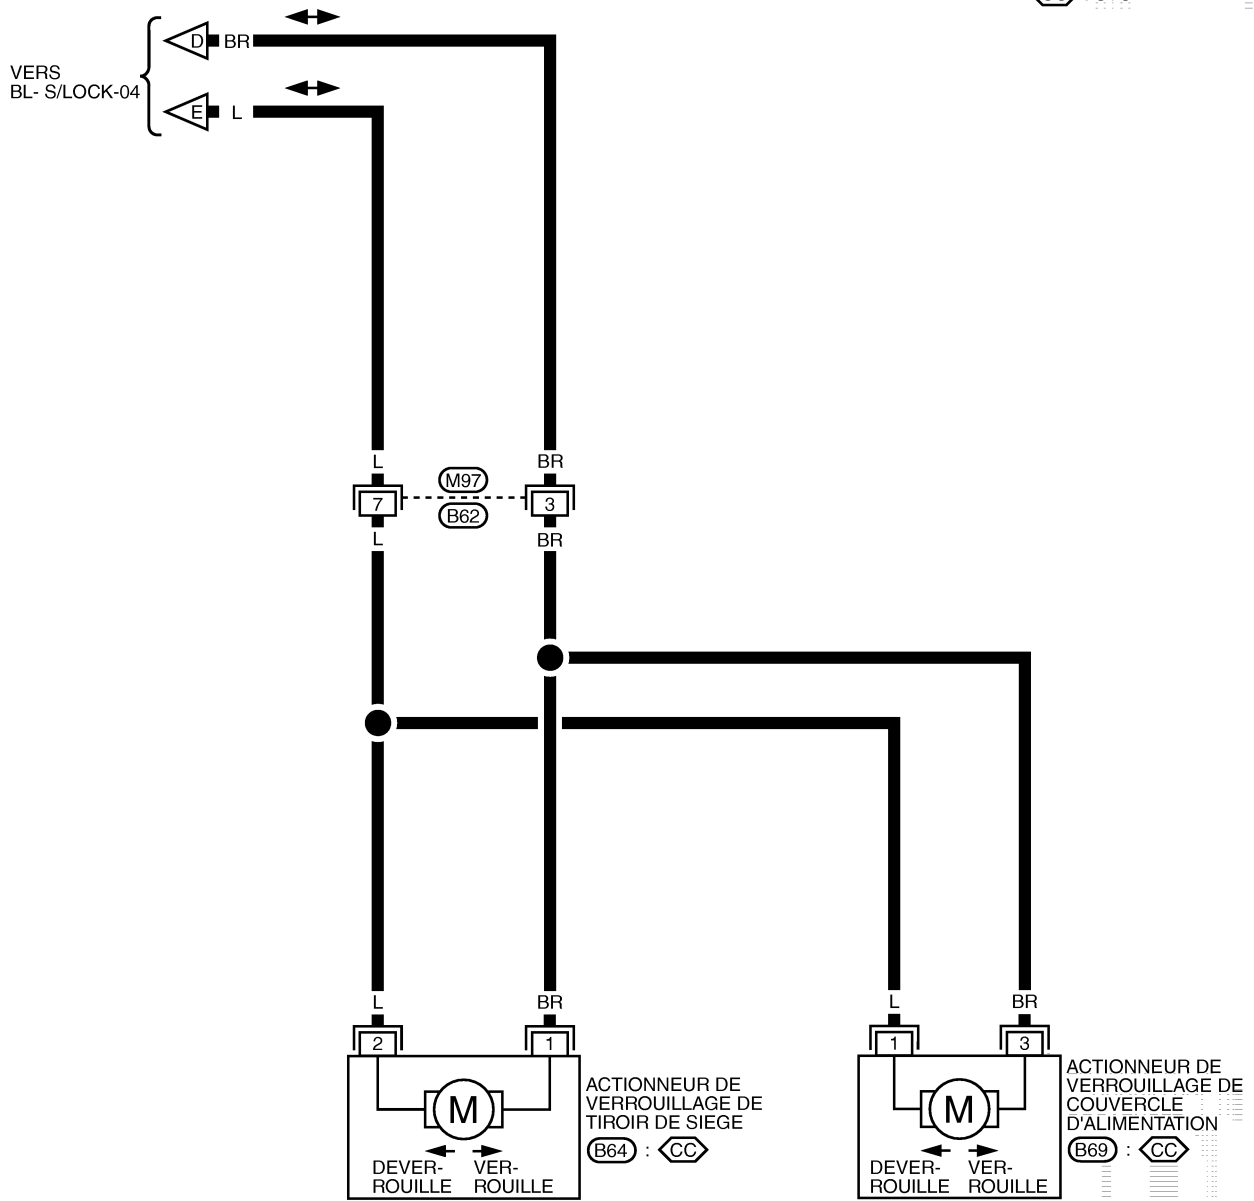 D BR
VERS
BL- S/LOCK-04
E L
L BR
M97
7 3
B62
L BR
L BR L BR
2 1 1 3
M
ACTIONNEUR DE
VERROUILLAGE DE
TIROIR DE SIEGE
B64 : CC
DEVER-
ROUILLE
VER-
ROUILLE
M
ACTIONNEUR DE
VERROUILLAGE DE
COUVERCLE
D'ALIMENTATION
B69 : CC
DEVER-
ROUILLE
VER-
ROUILLE